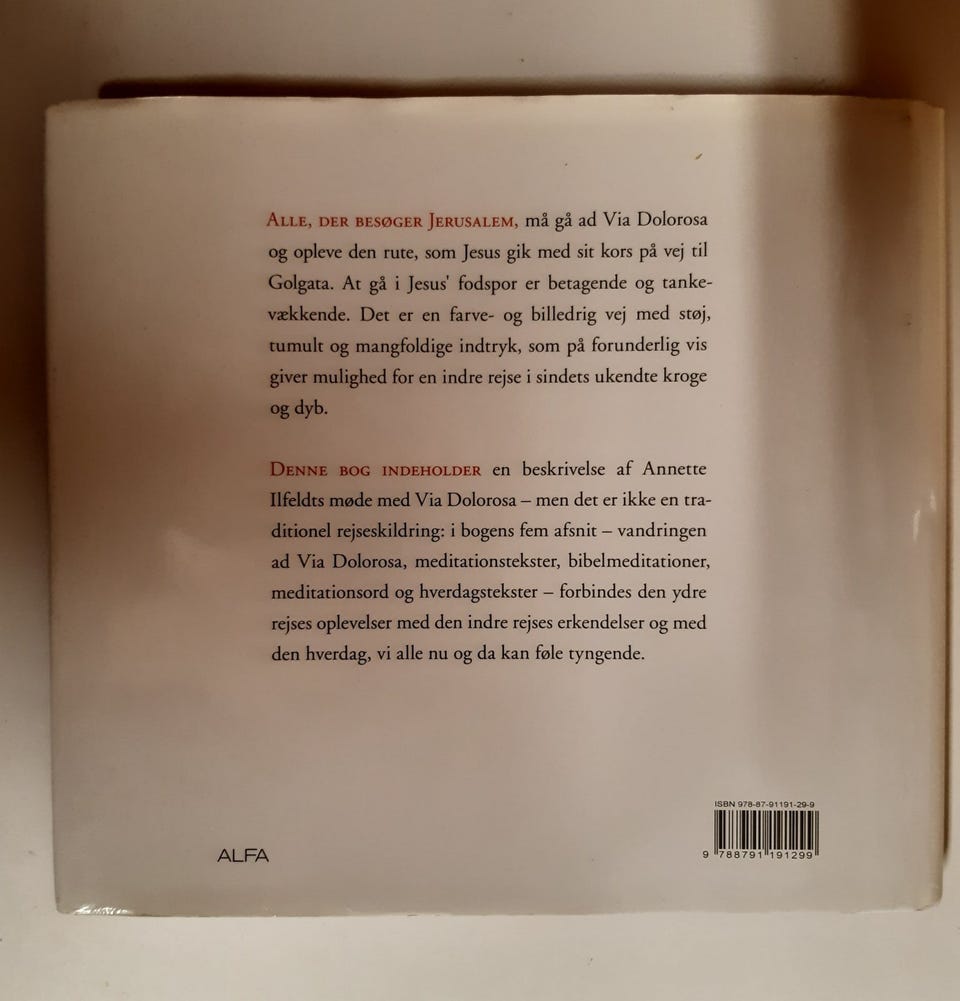 ALLE, DER BESØGER JERUSALEM, må gå ad Via Dolorosa
og opleve den rute, som Jesus gik med sit kors på vej til
Golgata. At gå i Jesus' fodspor er betagende og tanke-
vækkende. Det er en farve- og billedrig vej med støj,
tumult og mangfoldige indtryk, som på forunderlig vis
giver mulighed for en indre rejse i sindets ukendte kroge
og dyb.
DENNE BOG INDEHOLDER en beskrivelse af Annette
Ilfeldts møde med Via Dolorosa – men det er ikke en tra-
ditionel rejseskildring: i bogens fem afsnit – vandringen
ad Via Dolorosa, meditationstekster, bibelmeditationer,
meditationsord og hverdagstekster – forbindes den ydre
rejses oplevelser med den indre rejses erkendelser og med
den hverdag, vi alle nu og da kan føle tyngende.
ALFA
ISBN 978-87-91191-29-9
9 788791 191299